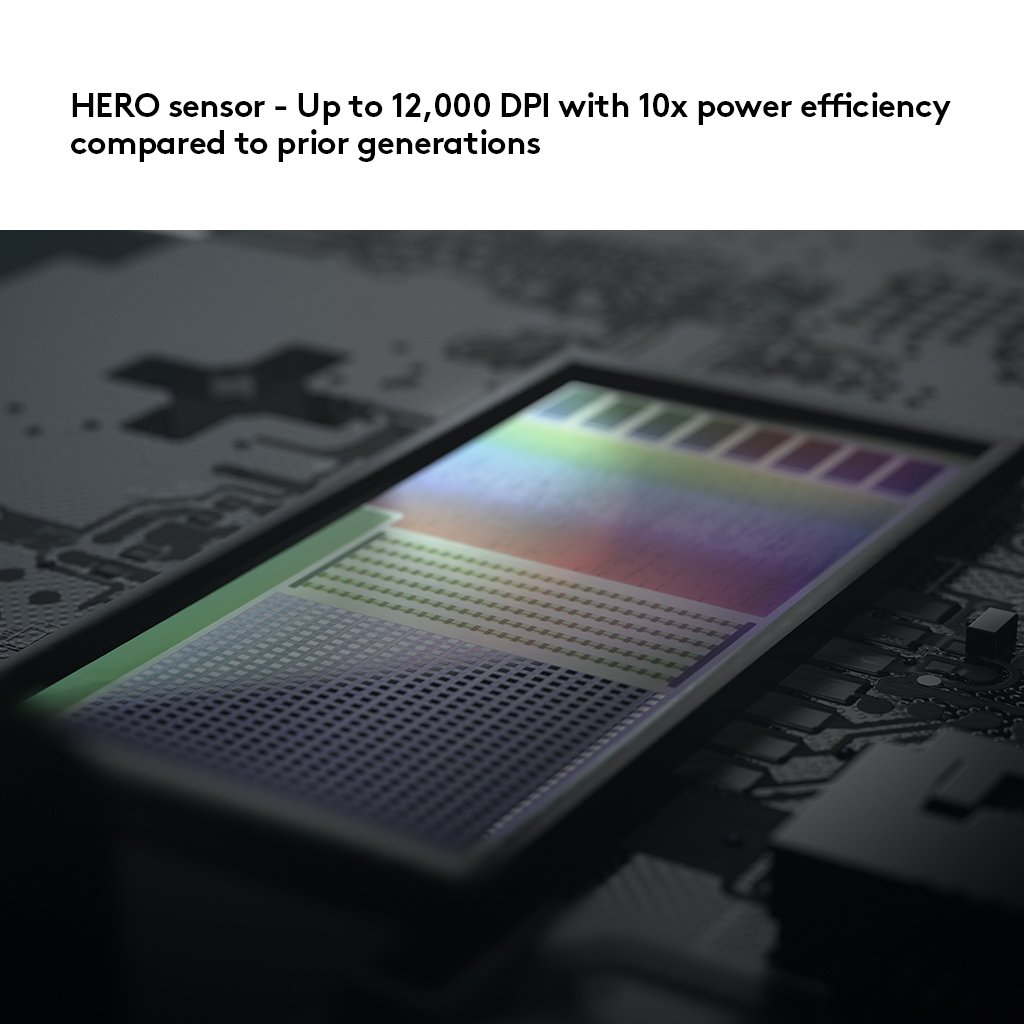 HERO sensor - Up to 12,000 DPI with 10x power efficiency
compared to prior generations